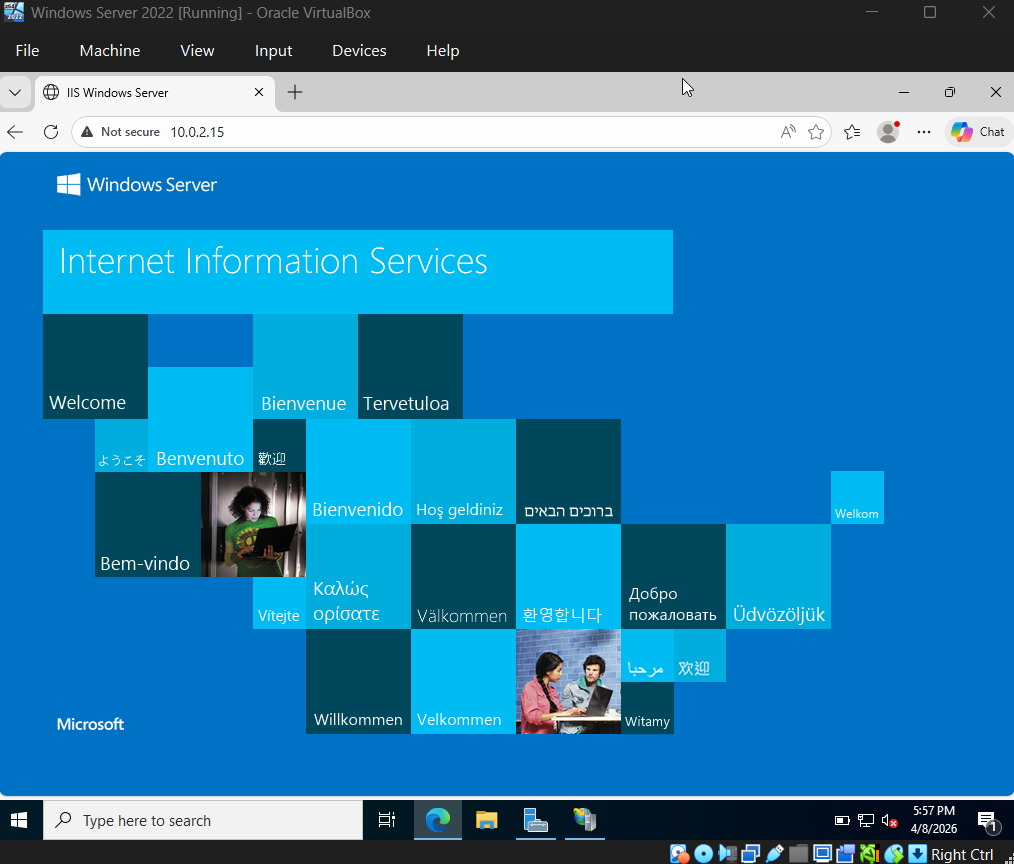 Windows Server 2022 [Running] - Oracle VirtualBox
File Machine View Input Devices Help
IIS Windows Server
Not secure 10.0.2.15
Chat
Windows Server
Internet Information Services
Welcome
Bienvenue
Tervetuloa
ようこそ
Benvenuto
歡迎
Bienvenido
Hoş geldiniz
ברוכים הבאים
Welkom
Bem-vindo
Καλώς
ορίσατε
Vítejte
Välkommen
환영합니다
Добро
пожаловать
Üdvözöljük
مرحبا
欢迎
Willkommen
Velkommen
Witamy
Microsoft
Type here to search
5:57 PM
4/8/2026
1
Right Ctrl